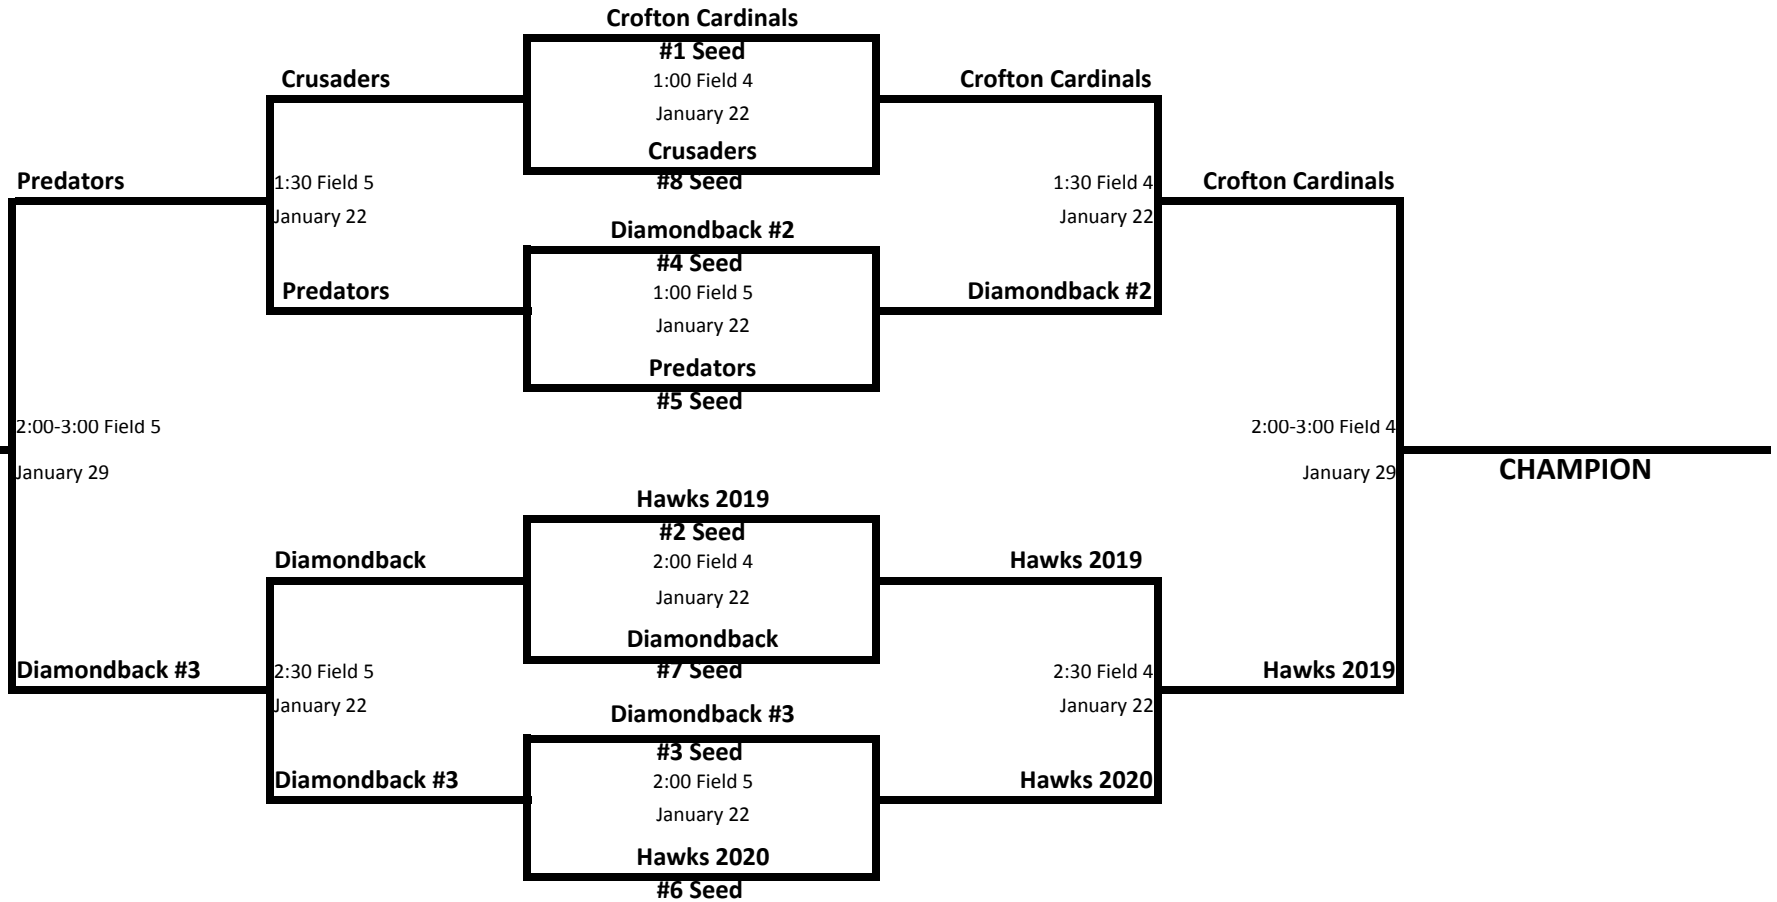 Crofton Cardinals
#1 Seed
Crusaders
1:00 Field 4
Crofton Cardinals
January 22
Crusaders
Predators
1:30 Field 5
#8 Seed
1:30 Field 4
Crofton Cardinals
January 22
January 22
Diamondback #2
#4 Seed
Predators
1:00 Field 5
Diamondback #2
January 22
Predators
#5 Seed
2:00-3:00 Field 5
2:00-3:00 Field 4
January 29
January 29
CHAMPION
Hawks 2019
#2 Seed
Diamondback
2:00 Field 4
Hawks 2019
January 22
Diamondback
Diamondback #3
2:30 Field 5
#7 Seed
2:30 Field 4
Hawks 2019
January 22
January 22
Diamondback #3
#3 Seed
Diamondback #3
2:00 Field 5
Hawks 2020
January 22
Hawks 2020
#6 Seed